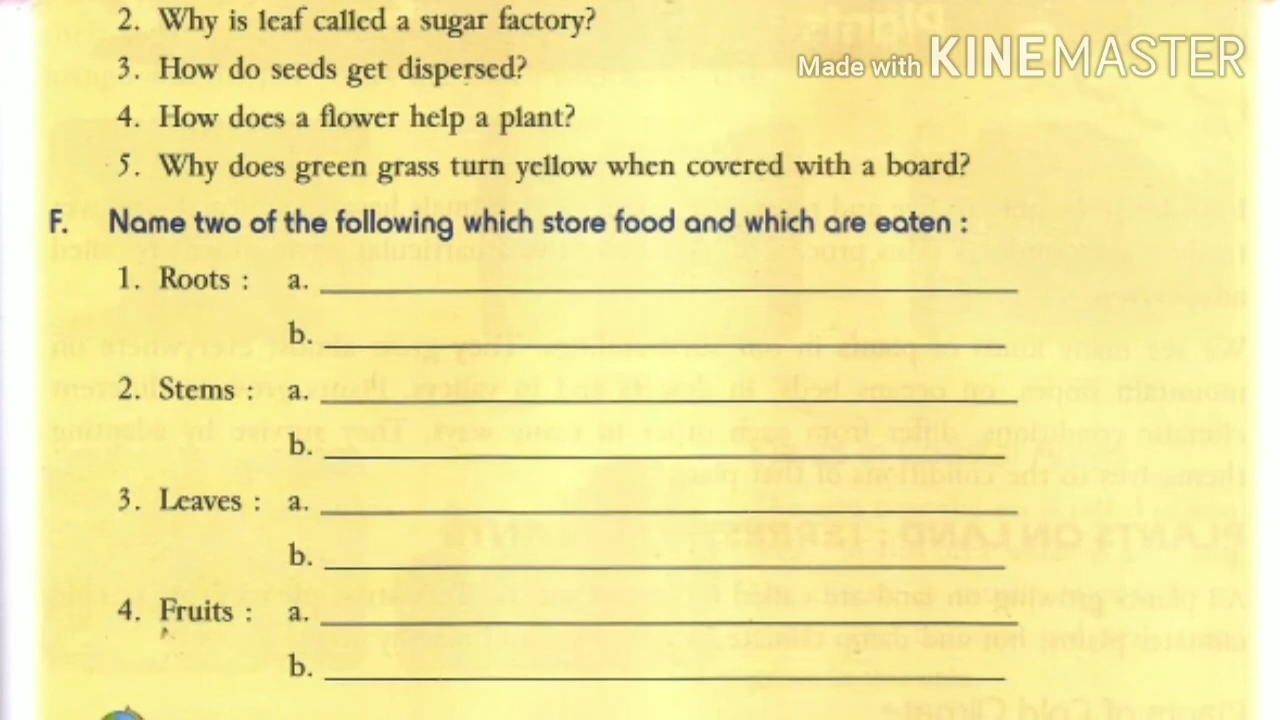 2. Why is leaf called a sugar factory?
Made with KINEMASTER
3. How do seeds get dispersed?
4. How does a flower help a plant?
5. Why does green grass turn yellow when covered with a board?
F. Name two of the following which store food and which are eaten :
1. Roots : a.
b.
2. Stems : a.
b.
3. Leaves : a.
b.
4. Fruits : a.
b.